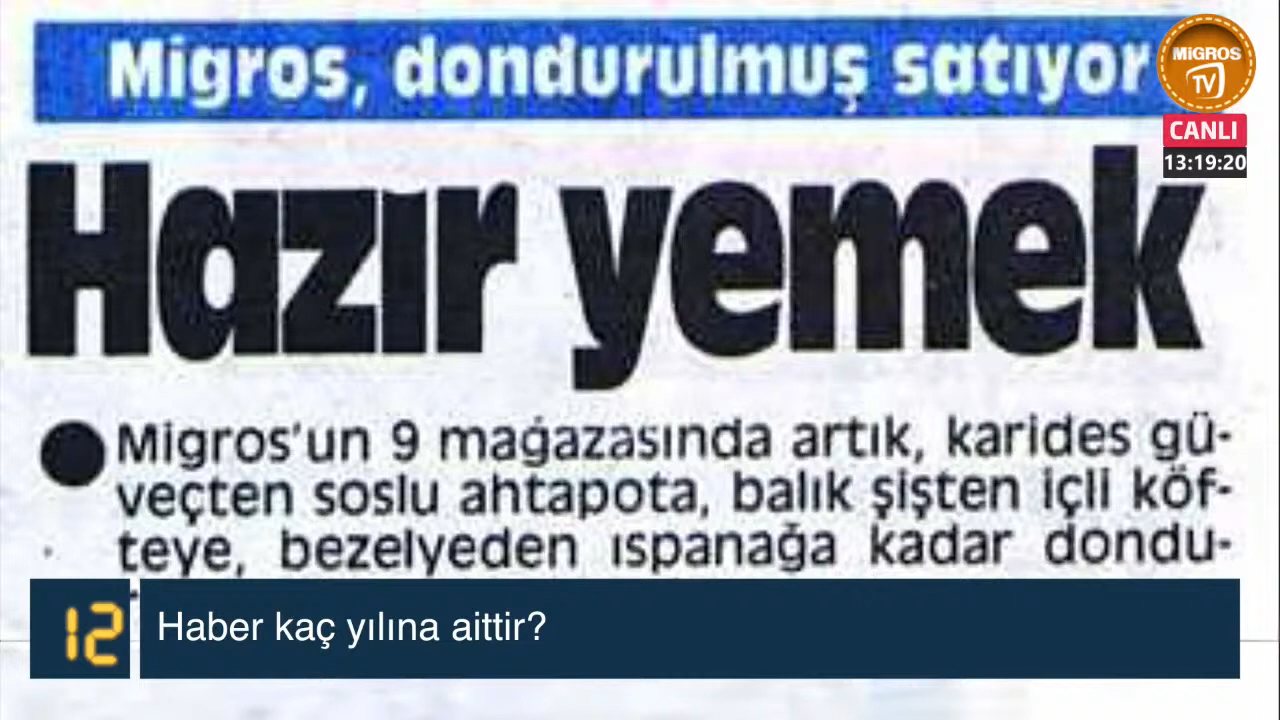 Migros, dondurulmuş satıyor
MiGROS
TV
CANLI
13:19:20
Hazır yemek
Migros'un 9 mağazasında artık, karides gü-
veçten soslu ahtapota, balık şişten içli köf-
teye, bezelyeden ıspanağa kadar dondu-
12
Haber kaç yılına aittir?